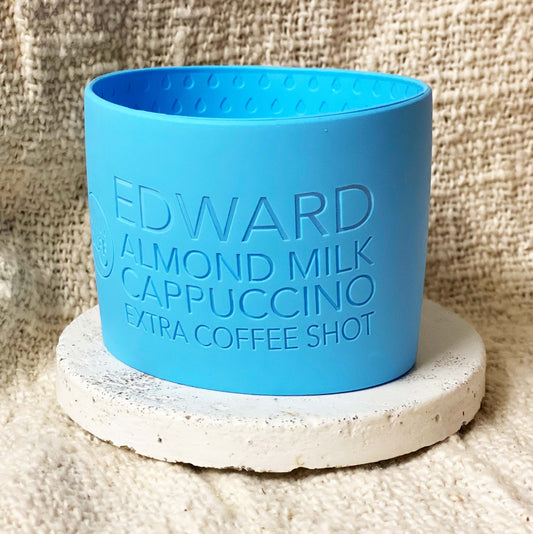 EDWARD
ALMOND MILK
CAPPUCCINO
EXTRA COFFEE SHOT